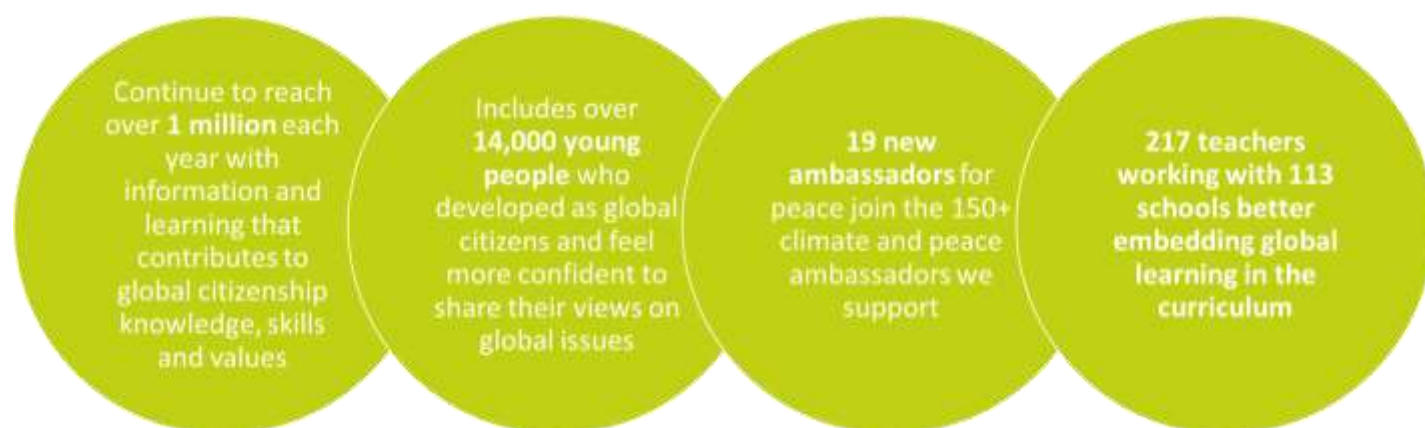 Continue to reach
over 1 million each
year with
information and
learning that
contributes to
global citizenship
knowledge, skills
and values
Includes over
14,000 young
people who
developed as global
citizens and feel
more confident to
share their views on
global issues
19 new
ambassadors for
peace join the 150+
climate and peace
ambassadors we
support
217 teachers
working with 113
schools better
embedding global
learning in the
curriculum